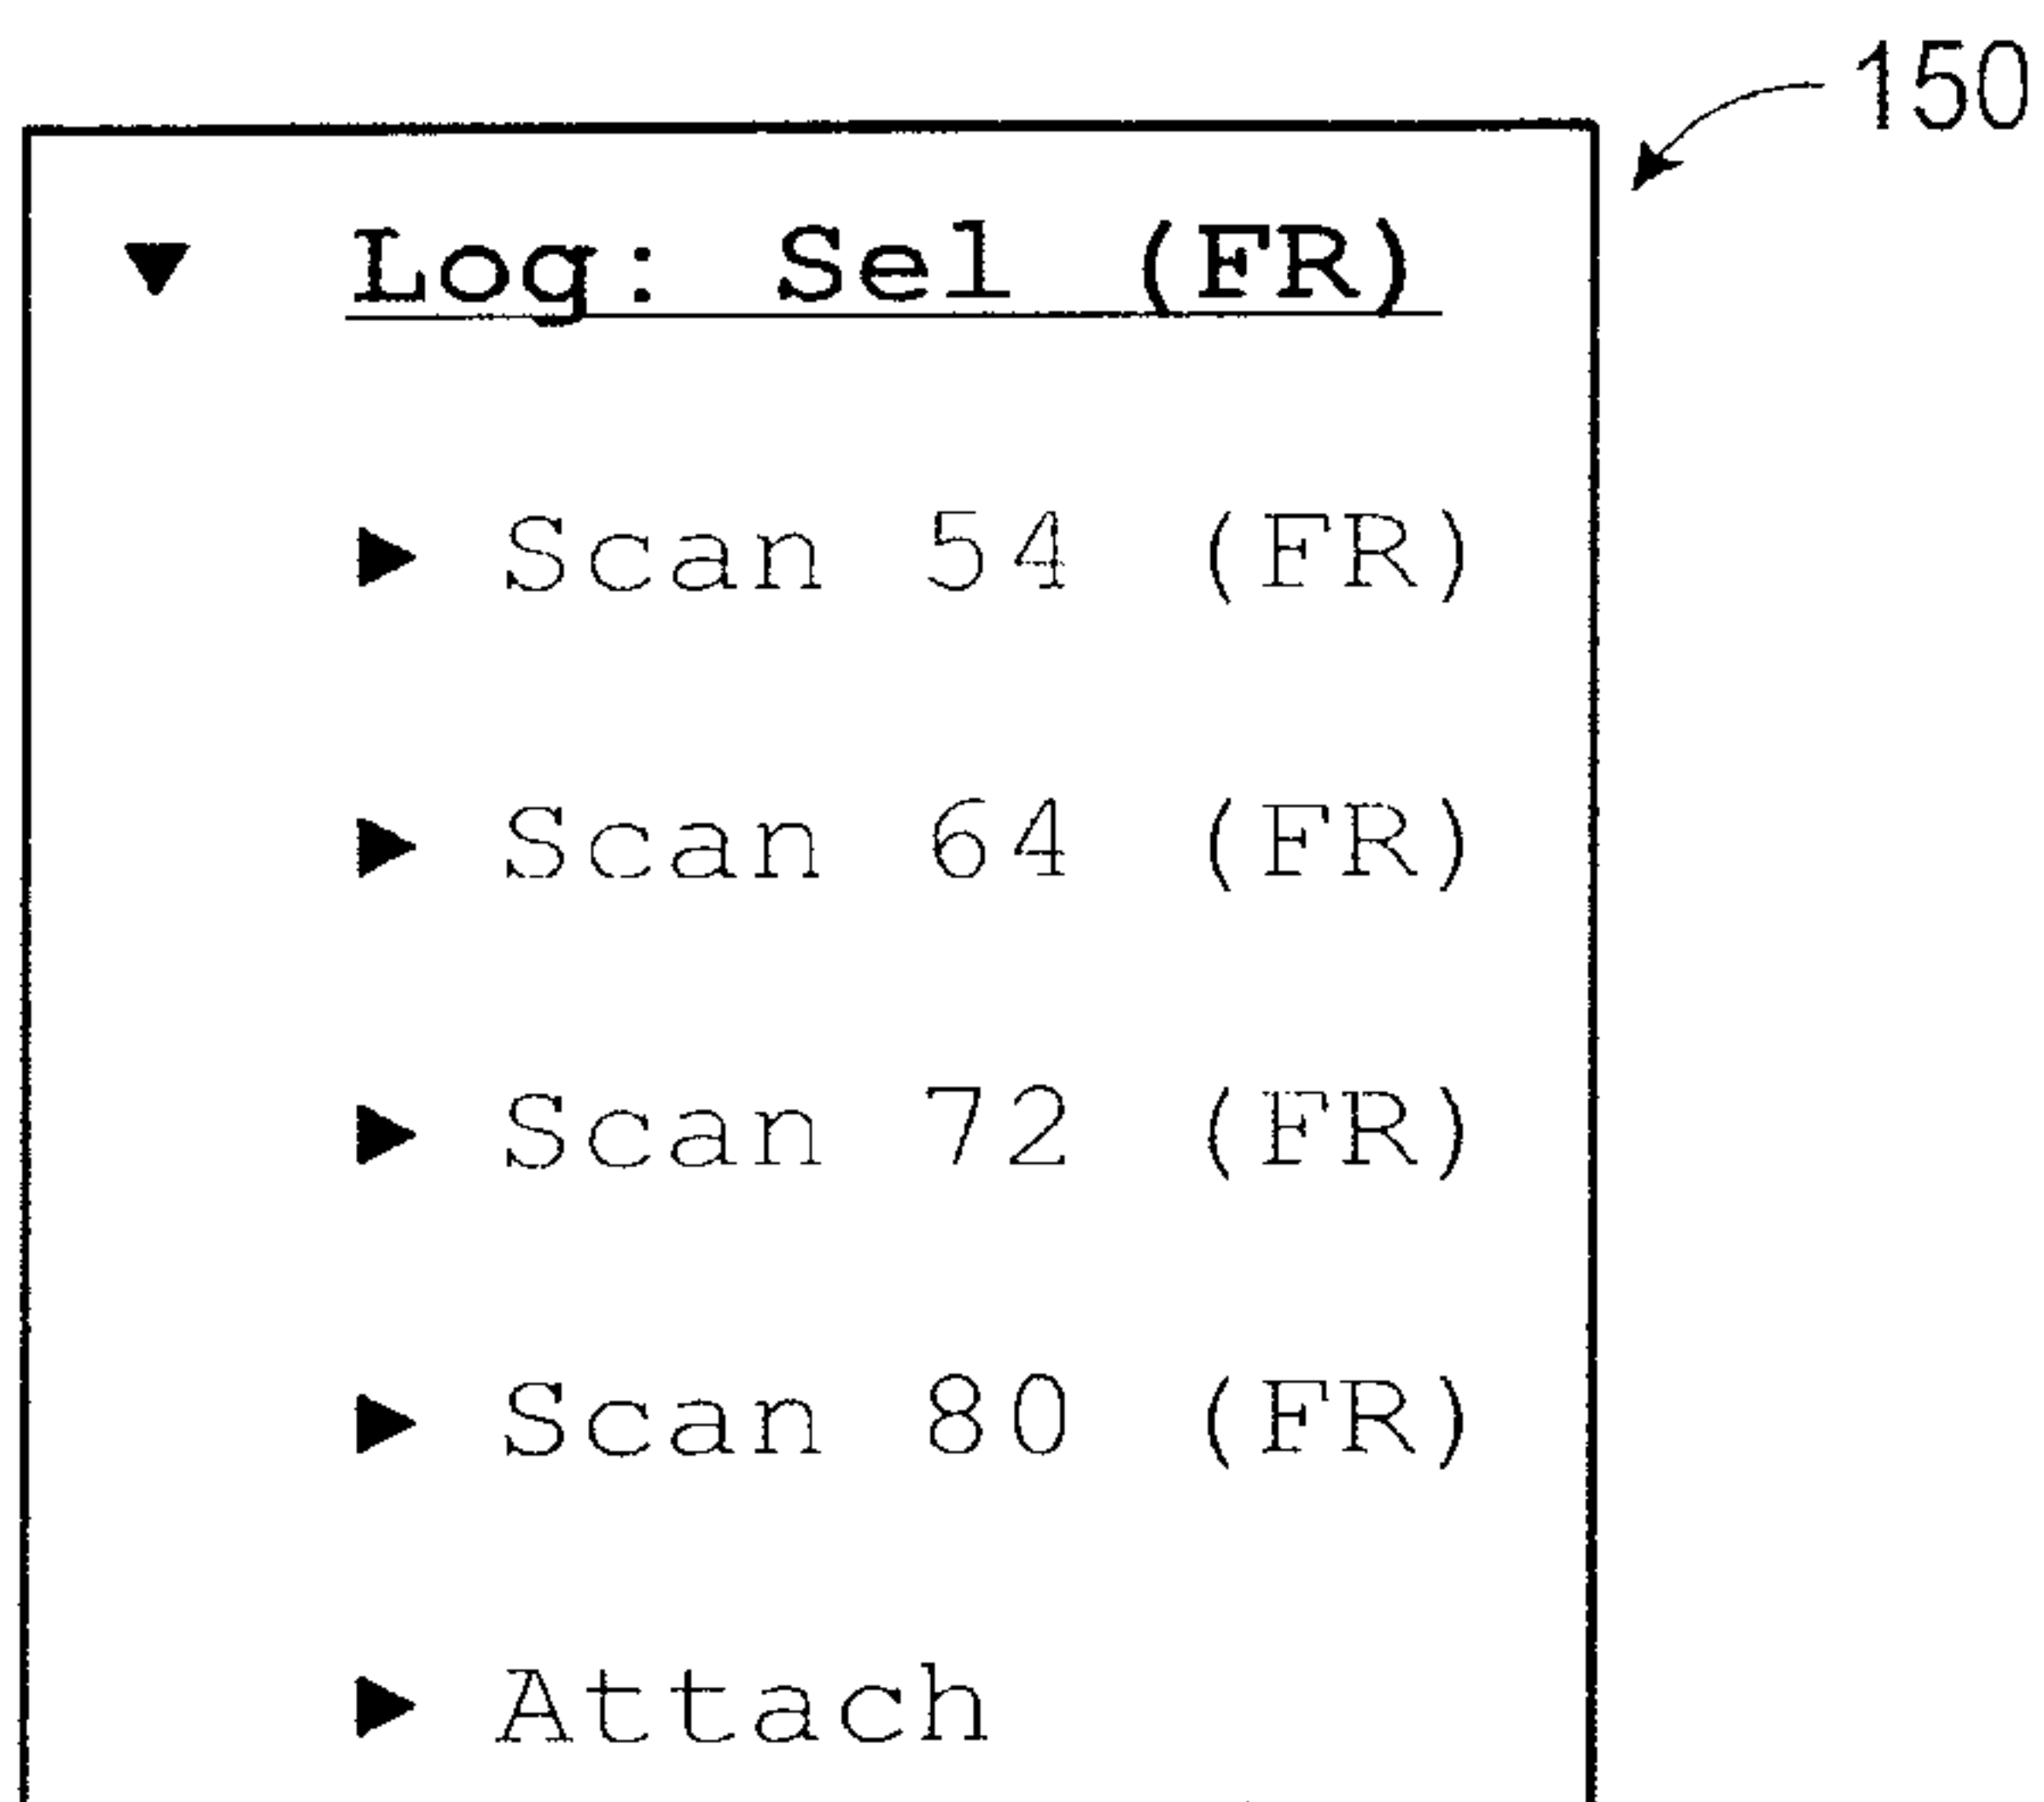 150
▼ Log: Sel (FR)
▶ Scan 54 (FR)
▶ Scan 64 (FR)
▶ Scan 72 (FR)
▶ Scan 80 (FR)
▶ Attach